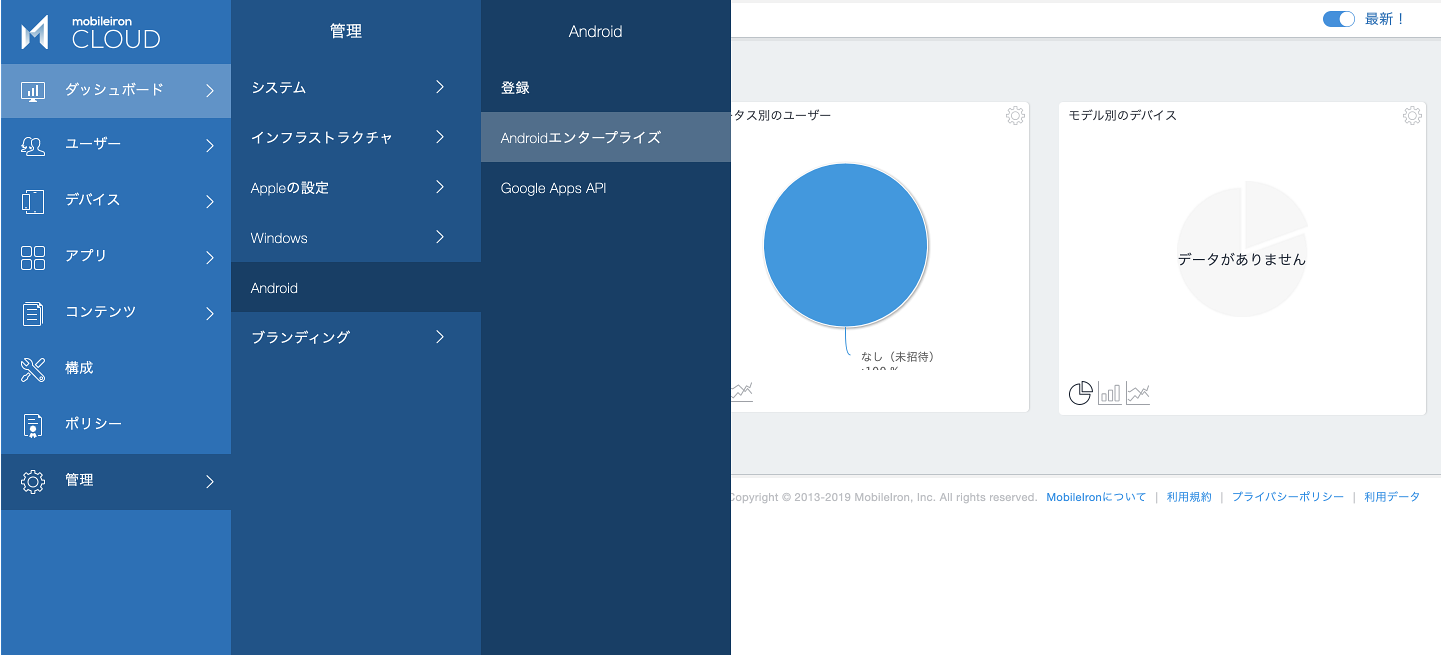 mobileiron
CLOUD
ダッシュボード
ユーザー
デバイス
アプリ
コンテンツ
構成
ポリシー
管理
管理
システム
インフラストラクチャ
Appleの設定
Windows
Android
ブランディング
Android
登録
Androidエンタープライズ
Google Apps API
最新！
タス別のユーザー
なし（未招待）
:100 %
モデル別のデバイス
データがありません
Copyright © 2013-2019 MobileIron, Inc. All rights reserved. MobileIronについて | 利用規約 | プライバシーポリシー | 利用データ